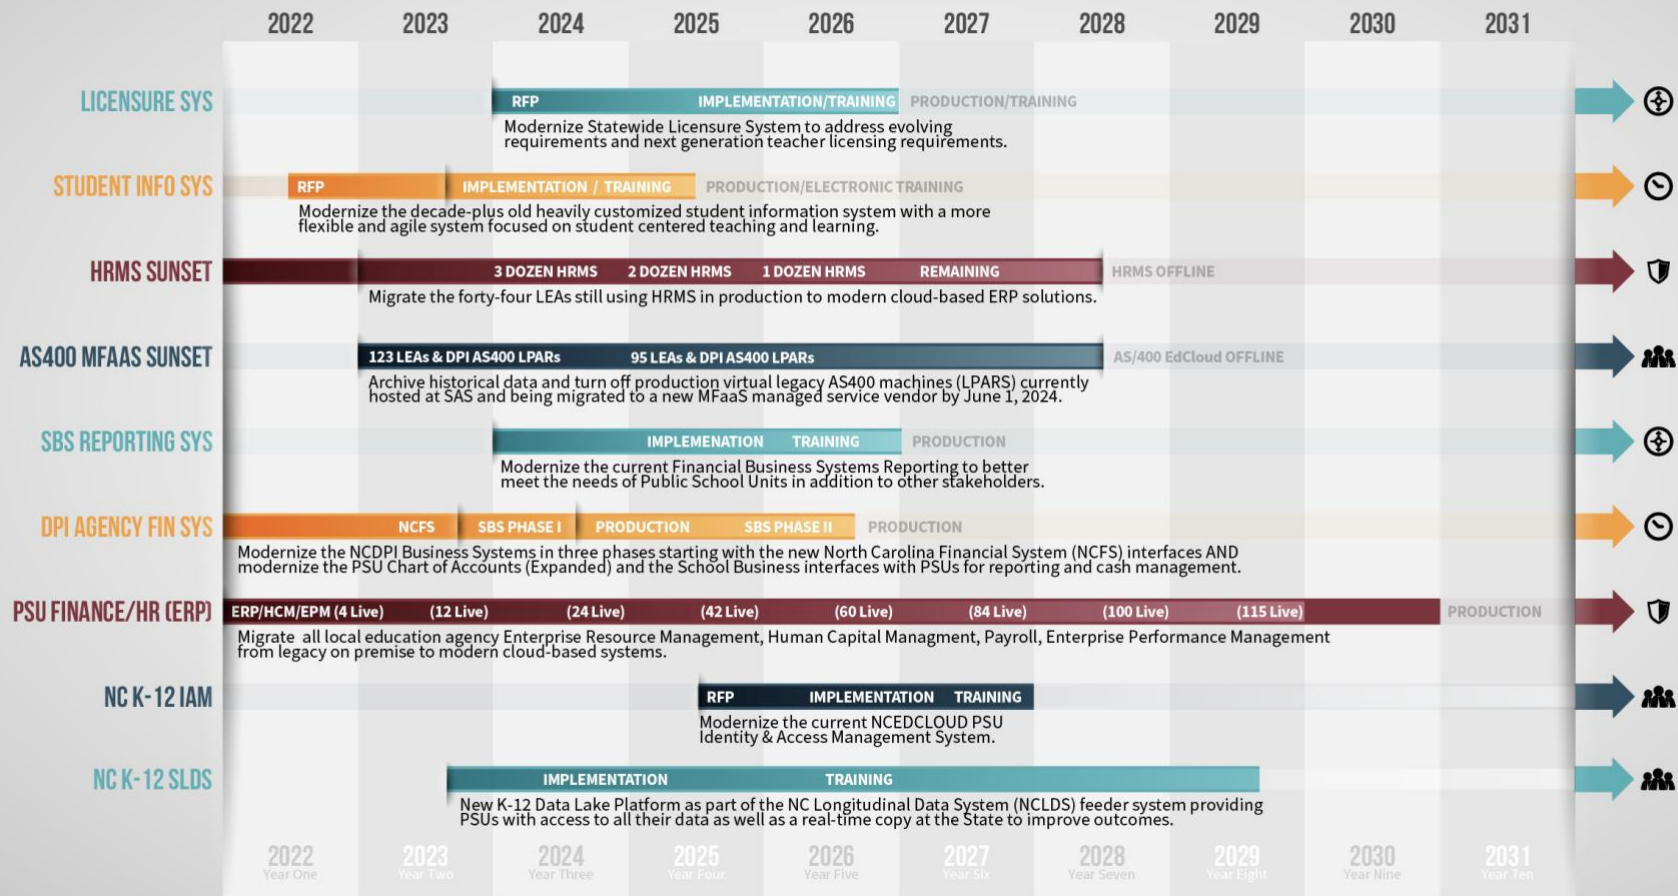 2022 2023 2024 2025 2026 2027 2028 2029 2030 2031
LICENSURE SYS
RFP IMPLEMENTATION/TRAINING PRODUCTION/TRAINING
Modernize Statewide Licensure System to address evolving
requirements and next generation teacher licensing requirements.
STUDENT INFO SYS
RFP IMPLEMENTATION / TRAINING PRODUCTION/ELECTRONIC TRAINING
Modernize the decade-plus old heavily customized student information system with a more
flexible and agile system focused on student centered teaching and learning.
HRMS SUNSET
3 DOZEN HRMS 2 DOZEN HRMS 1 DOZEN HRMS REMAINING HRMS OFFLINE
Migrate the forty-four LEAs still using HRMS in production to modern cloud-based ERP solutions.
AS400 MFAAS SUNSET
123 LEAs & DPI AS400 LPARs 95 LEAs & DPI AS400 LPARs AS/400 EdCloud OFFLINE
Archive historical data and turn off production virtual legacy AS400 machines (LPARS) currently
hosted at SAS and being migrated to a new MFaaS managed service vendor by June 1, 2024.
SBS REPORTING SYS
IMPLEMENATION TRAINING PRODUCTION
Modernize the current Financial Business Systems Reporting to better
meet the needs of Public School Units in addition to other stakeholders.
DPI AGENCY FIN SYS
NCFS SBS PHASE I PRODUCTION SBS PHASE II PRODUCTION
Modernize the NCDPI Business Systems in three phases starting with the new North Carolina Financial System (NCFS) interfaces AND
modernize the PSU Chart of Accounts (Expanded) and the School Business interfaces with PSUs for reporting and cash management.
PSU FINANCE/HR (ERP)
ERP/HCM/EPM (4 Live) (12 Live) (24 Live) (42 Live) (60 Live) (84 Live) (100 Live) (115 Live) PRODUCTION
Migrate all local education agency Enterprise Resource Management, Human Capital Managment, Payroll, Enterprise Performance Management
from legacy on premise to modern cloud-based systems.
NC K-12 IAM
RFP IMPLEMENTATION TRAINING
Modernize the current NCEDCLOUD PSU
Identity & Access Management System.
NC K-12 SLDS
IMPLEMENTATION TRAINING
New K-12 Data Lake Platform as part of the NC Longitudinal Data System (NCLDS) feeder system providing
PSUs with access to all their data as well as a real-time copy at the State to improve outcomes.
2022 2023 2024 2025 2026 2027 2028 2029 2030 2031
Year One Year Two Year Three Year Four Year Five Year Six Year Seven Year Eight Year Nine Year Ten